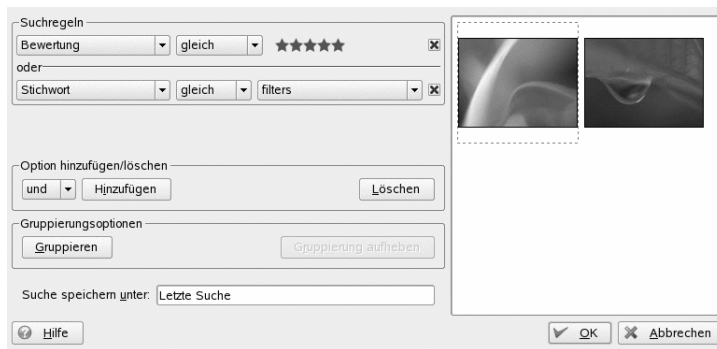 Suchregeln
Bewertung gleich
oder
Stichwort gleich filters
Option hinzufügen/löschen
und Hinzufügen Löschen
Gruppierungsoptionen
Gruppieren Gruppierung aufheben
Suche speichern unter: Letzte Suche
Hilfe OK Abbrechen